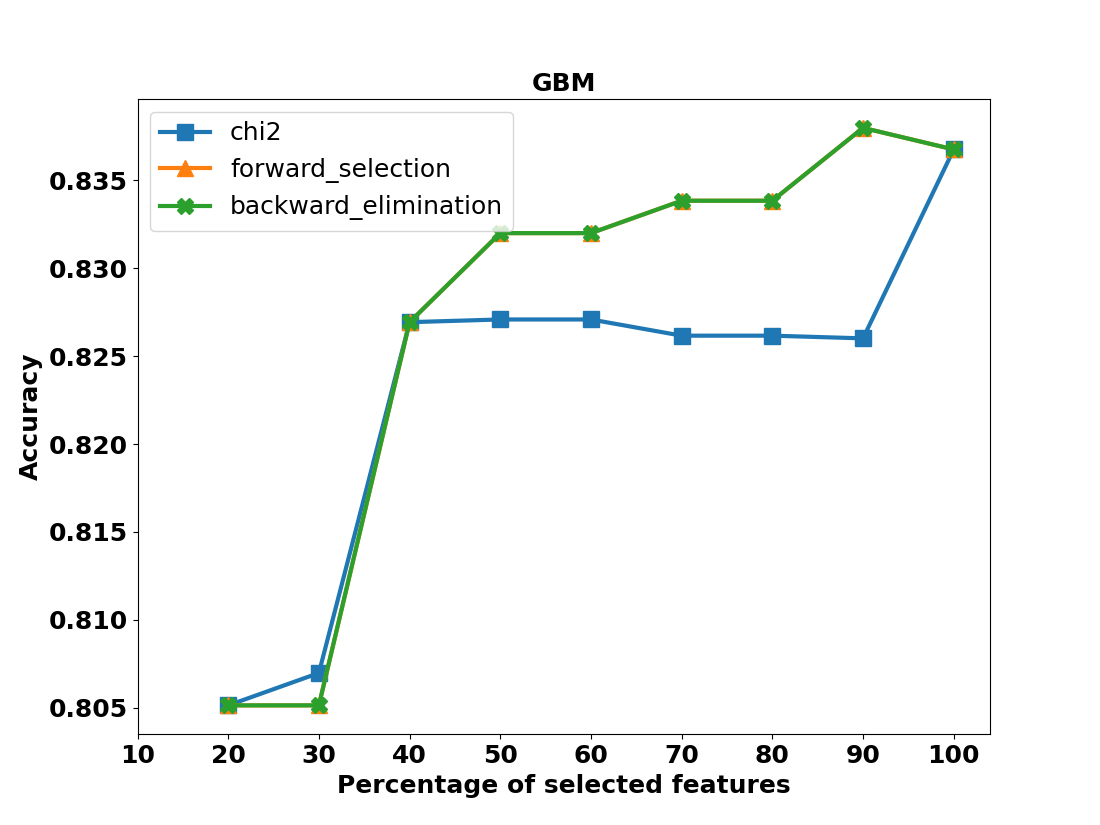 GBM
chi2
forward_selection
backward_elimination
0.835
0.830
0.825
0.820
0.815
0.810
0.805
Accuracy
10 20 30 40 50 60 70 80 90 100
Percentage of selected features